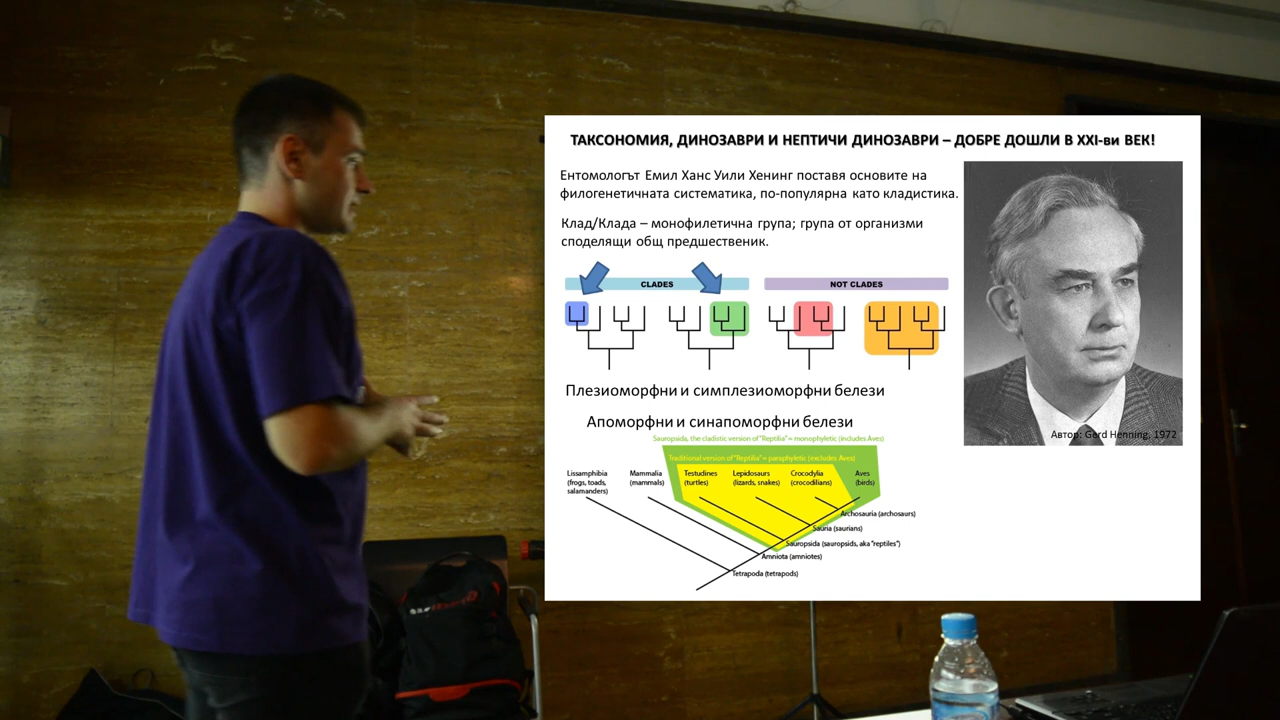 ТАКСОНОМИЯ, ДИНОЗАВРИ И НЕПТИЧИ ДИНОЗАВРИ – ДОБРЕ ДОШЛИ В XXI-ви ВЕК!
Ентомологът Емил Ханс Уили Хенинг поставя основите на
филогенетичната систематика, по-популярна като кладистика.
Клад/Клада – монофилетична група; група от организми
споделящи общ предшественик.
CLADES
NOT CLADES
Плезиоморфни и симплезиоморфни белези
Апоморфни и синапоморфни белези
Автор: Gerd Henning, 1972
Sauropsida, the cladistic version of "Reptilia" = monophyletic (includes Aves)
Traditional version of "Reptilia" = paraphyletic (excludes Aves)
Lissamphibia
(frogs, toads,
salamanders)
Mammalia
(mammals)
Testudines
(turtles)
Lepidosaurs
(lizards, snakes)
Crocodylia
(crocodilians)
Aves
(birds)
Archosauria (archosaurs)
Sauria (saurians)
Sauropsida (sauropsids, aka "reptiles")
Amniota (amniotes)
Tetrapoda (tetrapods)